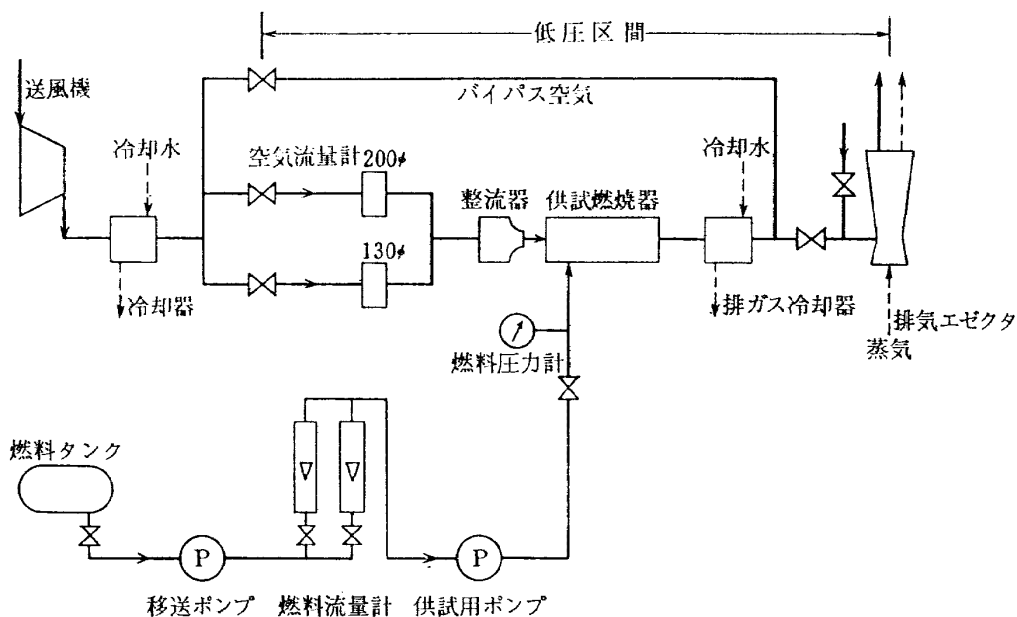 低圧区間
送風機
バイパス空気
冷却水
空気流量計 200φ
冷却水
整流器 供試燃焼器
130φ
冷却器
排ガス冷却器
排気エゼクタ
蒸気
燃料圧力計
燃料タンク
P
P
移送ポンプ 燃料流量計 供試用ポンプ